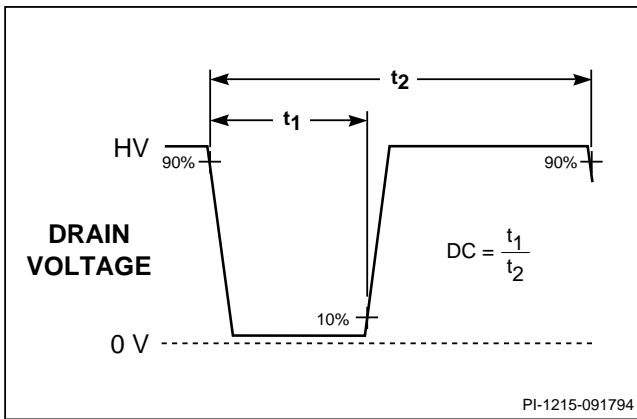 t2
t1
HV
90%
90%
DRAIN
VOLTAGE
DC = t1
t2
10%
0 V
PI-1215-091794